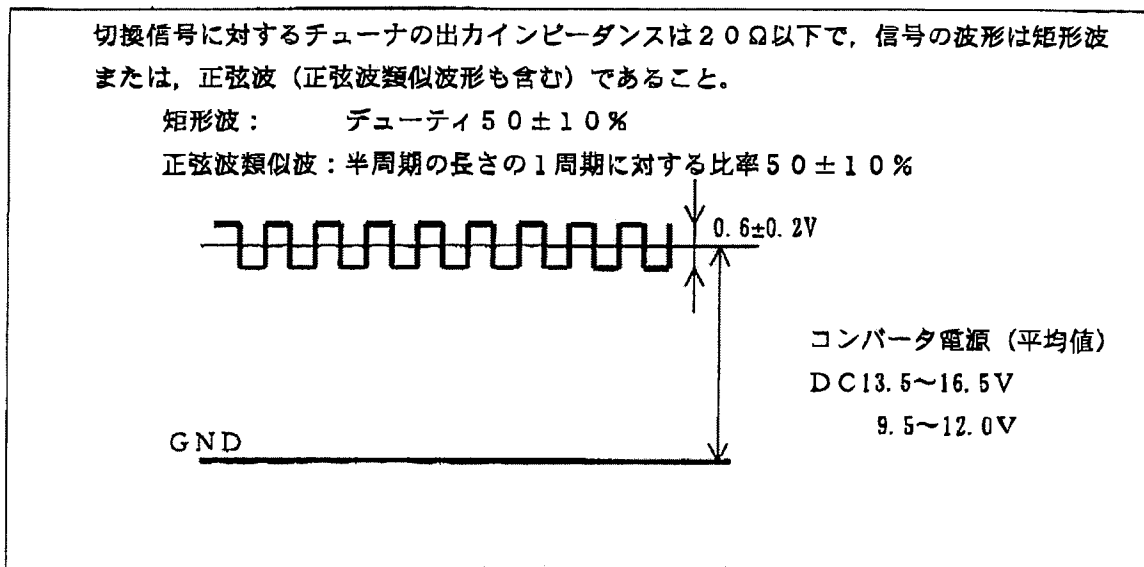 切換信号に対するチューナの出力インピーダンスは20Ω以下で,信号の波形は矩形波
または,正弦波(正弦波類似波形も含む)であること。
矩形波: デューティ50±10%
正弦波類似波:半周期の長さの1周期に対する比率50±10%
0.6±0.2V
コンバータ電源(平均値)
DC13.5~16.5V
9.5~12.0V
GND